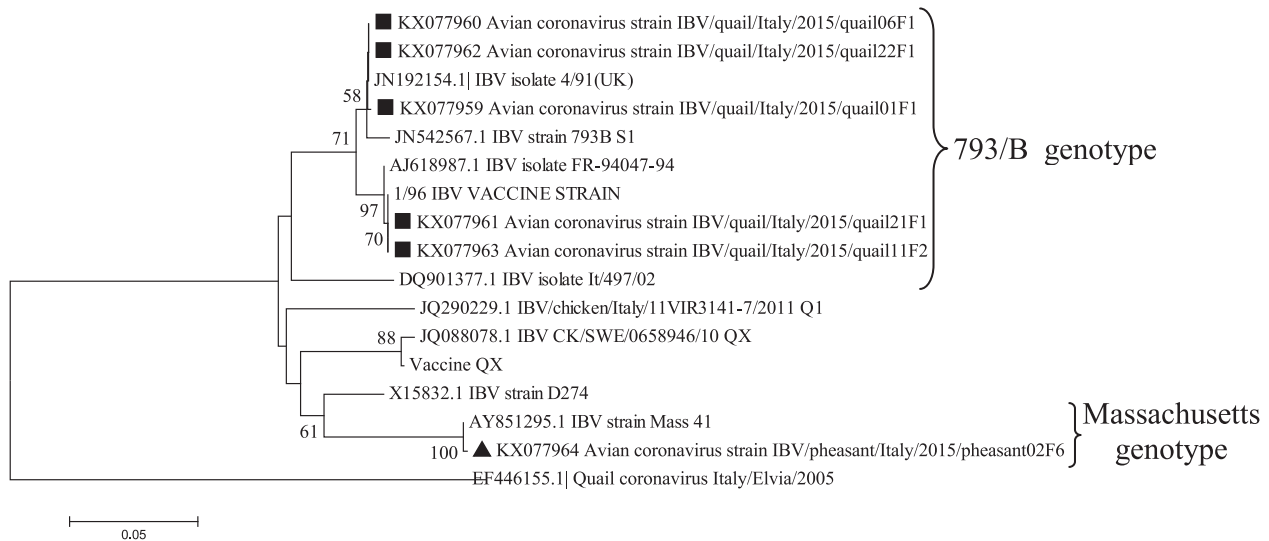 KX077960 Avian coronavirus strain IBV/quail/Italy/2015/quail06F1
KX077962 Avian coronavirus strain IBV/quail/Italy/2015/quail22F1
JN192154.1| IBV isolate 4/91(UK)
58
KX077959 Avian coronavirus strain IBV/quail/Italy/2015/quail01F1
71
JN542567.1 IBV strain 793B S1
793/B genotype
AJ618987.1 IBV isolate FR-94047-94
1/96 IBV VACCINE STRAIN
97
KX077961 Avian coronavirus strain IBV/quail/Italy/2015/quail21F1
70
KX077963 Avian coronavirus strain IBV/quail/Italy/2015/quail11F2
DQ901377.1 IBV isolate It/497/02
JQ290229.1 IBV/chicken/Italy/11VIR3141-7/2011 Q1
88
JQ088078.1 IBV CK/SWE/0658946/10 QX
Vaccine QX
X15832.1 IBV strain D274
61
AY851295.1 IBV strain Mass 41
Massachusetts
genotype
100
KX077964 Avian coronavirus strain IBV/pheasant/Italy/2015/pheasant02F6
EF446155.1| Quail coronavirus Italy/Elvia/2005
0.05